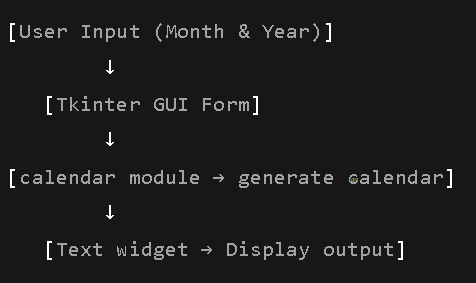 [User Input (Month & Year)]
↓
[Tkinter GUI Form]
↓
[calendar module → generate calendar]
↓
[Text widget → Display output]